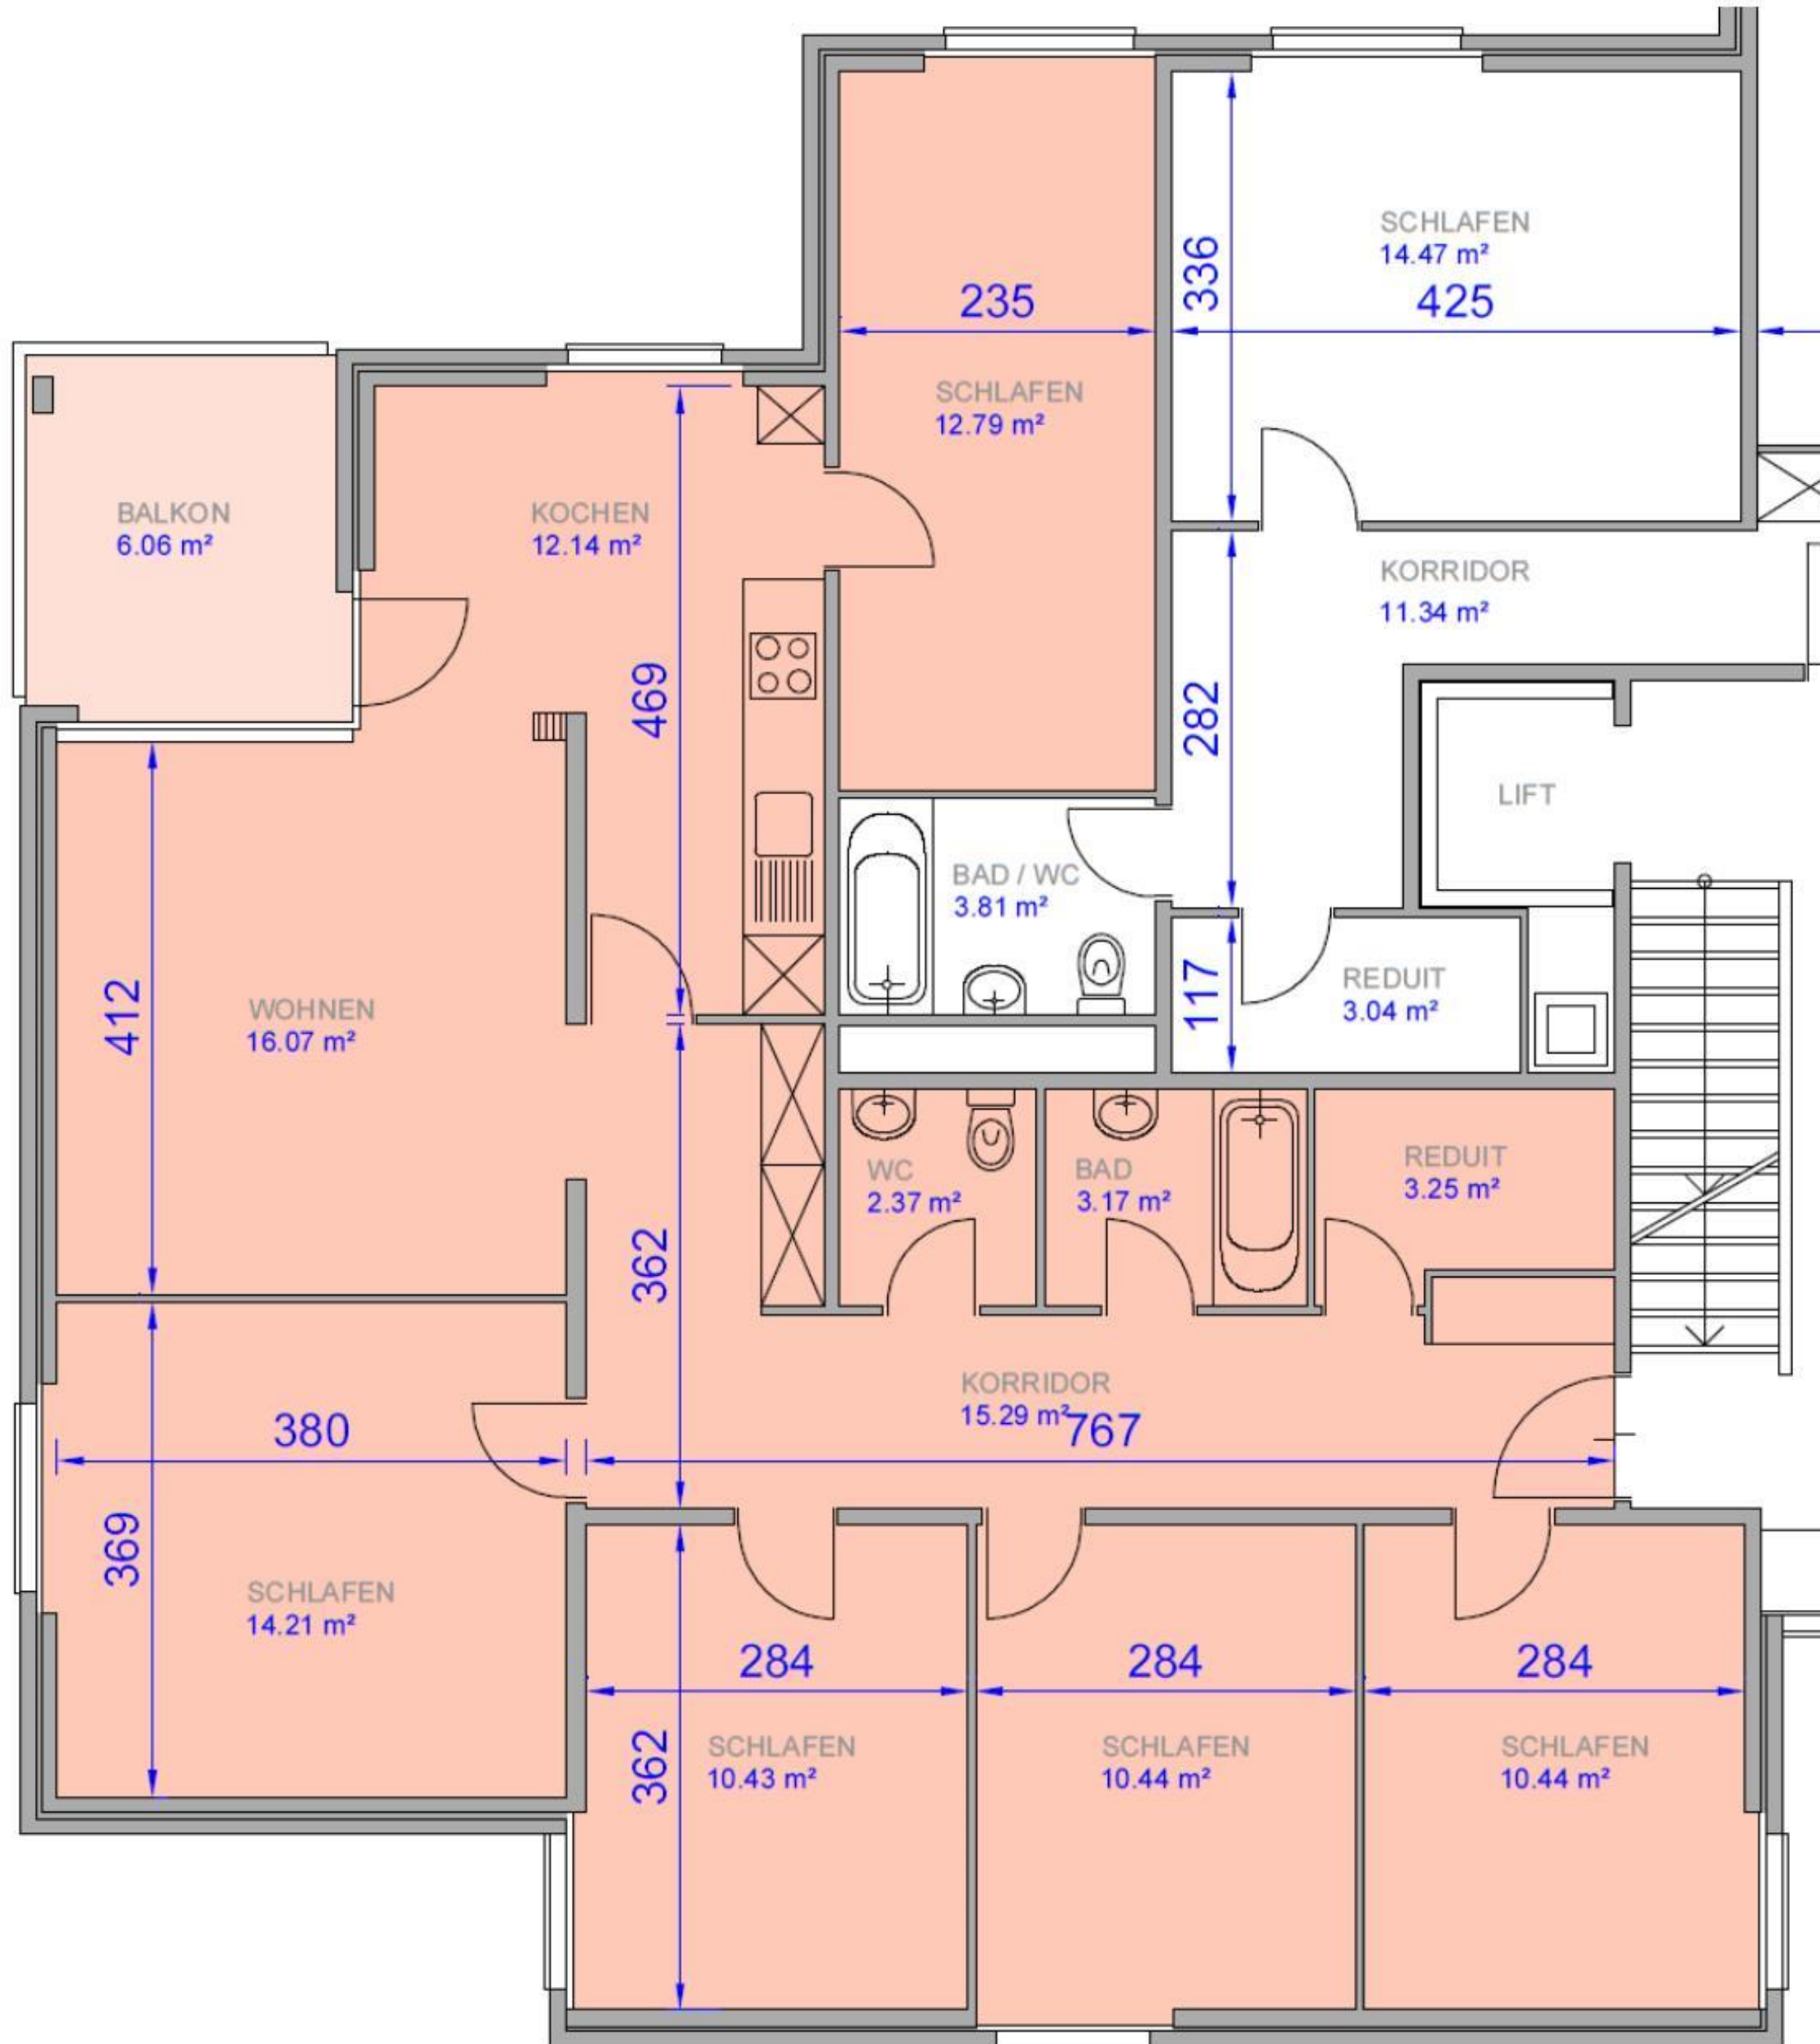 SCHLAFEN
14.47 m²
336
425
235
SCHLAFEN
12.79 m²
BALKON
6.06 m²
KOCHEN
12.14 m²
KORRIDOR
11.34 m²
469
282
LIFT
BAD / WC
3.81 m²
412
WOHNEN
16.07 m²
117
REDUIT
3.04 m²
WC
2.37 m²
BAD
3.17 m²
REDUIT
3.25 m²
362
KORRIDOR
15.29 m²
767
380
369
SCHLAFEN
14.21 m²
284
284
284
362
SCHLAFEN
10.43 m²
SCHLAFEN
10.44 m²
SCHLAFEN
10.44 m²